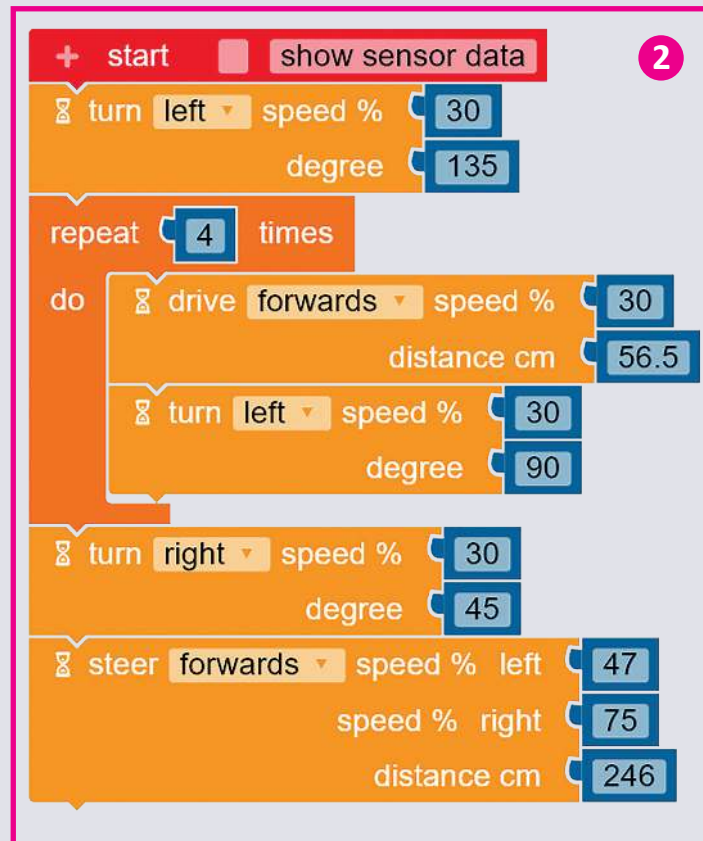 + start show sensor data
2
turn left speed % 30
degree 135
repeat 4 times
do drive forwards speed % 30
distance cm 56.5
turn left speed % 30
degree 90
turn right speed % 30
degree 45
steer forwards speed % left 47
speed % right 75
distance cm 246